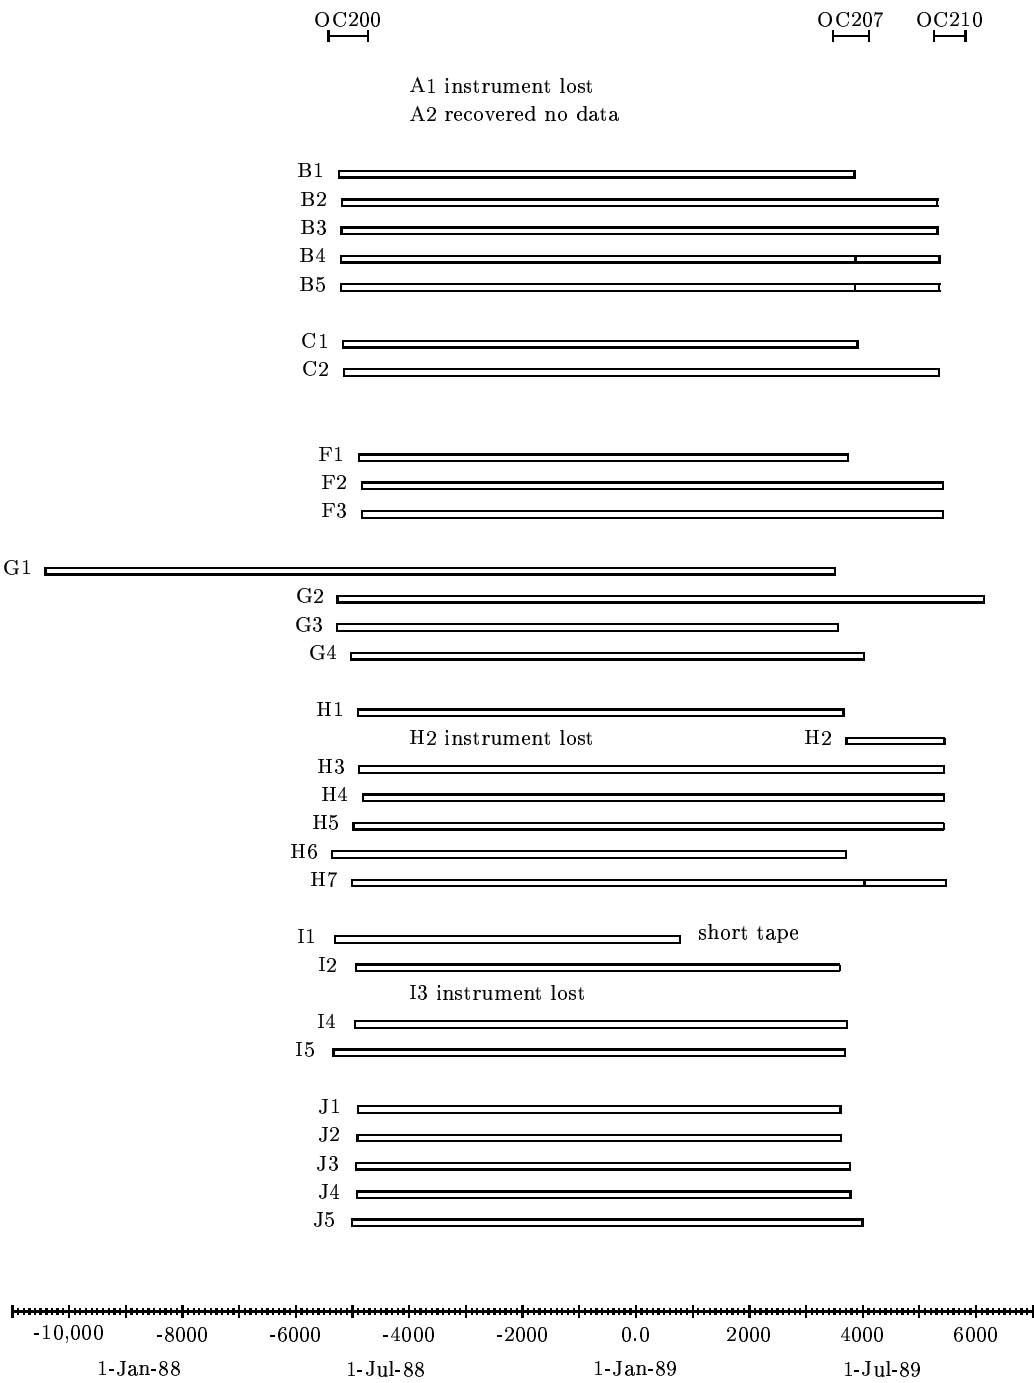 OC200 OC207 OC210
A1 instrument lost
A2 recovered no data
B1
B2
B3
B4
B5
C1
C2
F1
F2
F3
G1
G2
G3
G4
H1
H2 instrument lost H2
H3
H4
H5
H6
H7
I1 short tape
I2
I3 instrument lost
I4
I5
J1
J2
J3
J4
J5
-10,000 -8000 -6000 -4000 -2000 0.0 2000 4000 6000
1-Jan-88 1-Jul-88 1-Jan-89 1-Jul-89